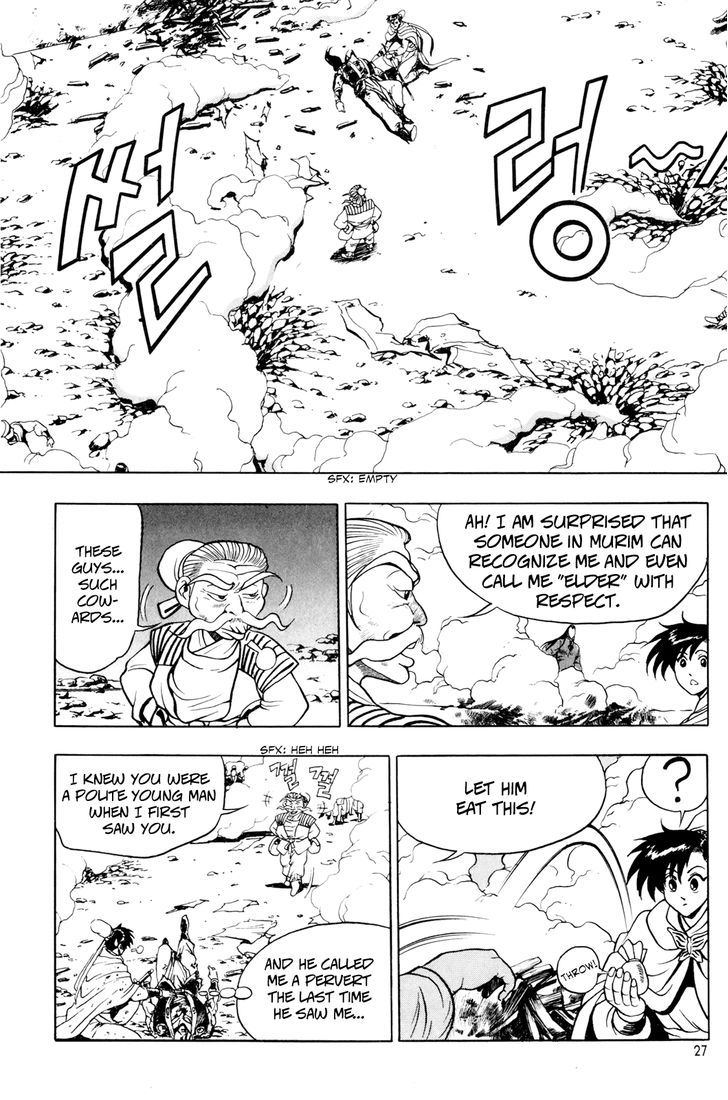 썰
렁~
SFX: EMPTY
THESE
GUYS...
SUCH
COW-
ARDS...
AH! I AM SURPRISED THAT
SOMEONE IN MURIM CAN
RECOGNIZE ME AND EVEN
CALL ME "ELDER" WITH
RESPECT.
SFX: HEH HEH
I KNEW YOU WERE
A POLITE YOUNG MAN
WHEN I FIRST
SAW YOU.
껄
껄
AND HE CALLED
ME A PERVERT
THE LAST TIME
HE SAW ME...
LET HIM
EAT THIS!
?
THROW!
27